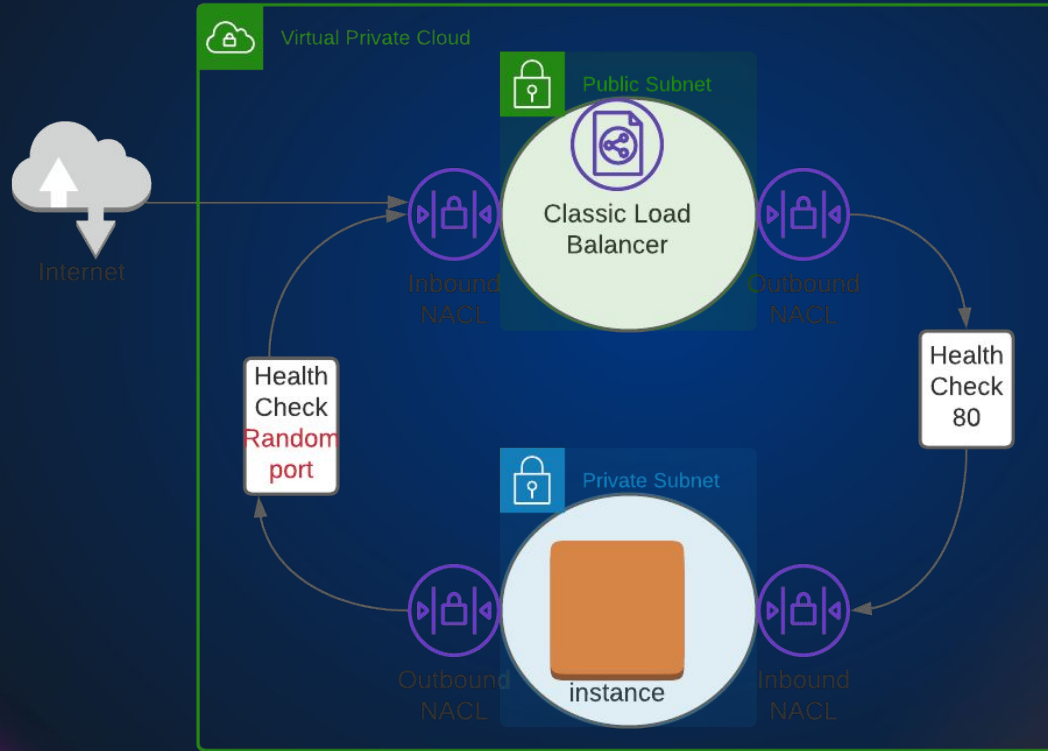 Virtual Private Cloud
Public Subnet
Classic Load
Balancer
Internet
Inbound
NACL
Outbound
NACL
Health
Check
80
Health
Check
Random
port
Private Subnet
instance
Outbound
NACL
Inbound
NACL